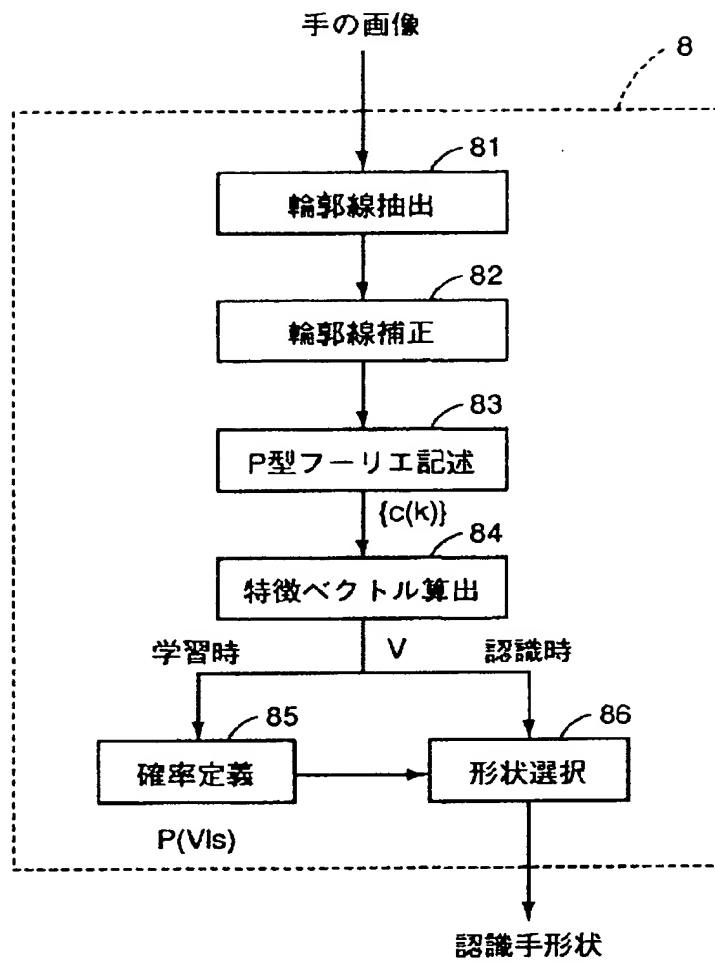 手の画像
8
81
輪郭線抽出
82
輪郭線補正
83
P型フーリエ記述
{c(k)}
84
特徴ベクトル算出
学習時
V
認識時
85
確率定義
86
形状選択
P(V|s)
認識手形状